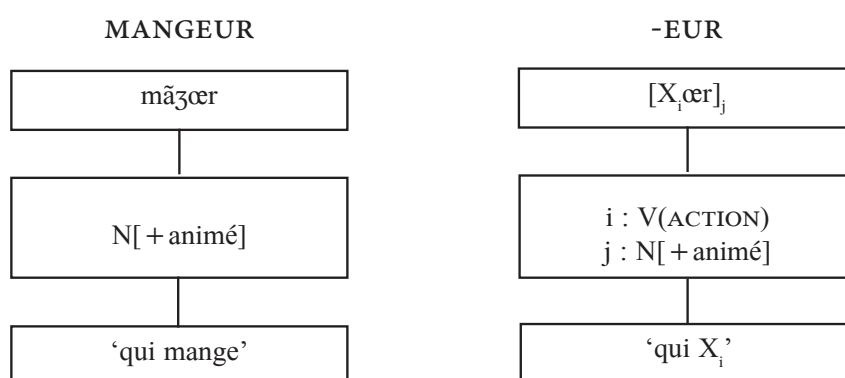 MANGEUR
mãʒœr
N[+animé]
‘qui mange’
-EUR
[Xᵢœr]ⱼ
i : V(ACTION)
j : N[+animé]
‘qui Xᵢ’